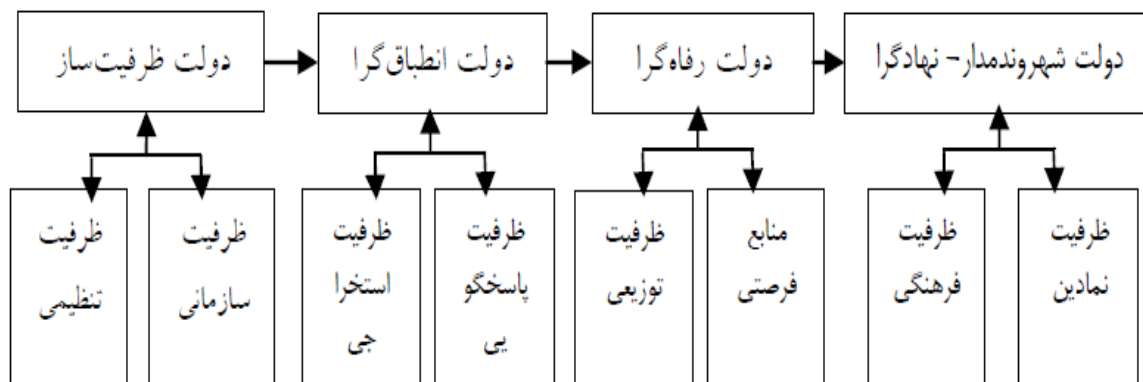 دولت ظرفیت‌ساز
دولت انطباق‌گرا
دولت رفاه‌گرا
دولت شهروندمدار- نهادگرا
ظرفیت
تنظیمی
ظرفیت
سازمانی
ظرفیت
استخرا
جی
ظرفیت
پاسخگو
یی
ظرفیت
توزیعی
منابع
فرصتی
ظرفیت
فرهنگی
ظرفیت
نمادین